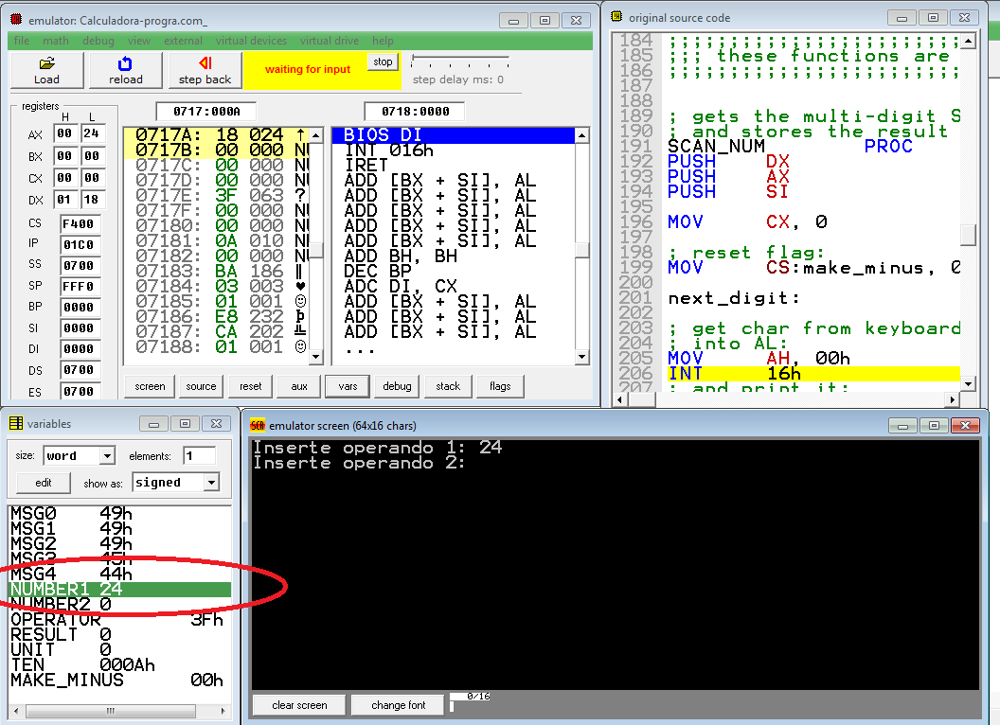 emulator: Calculadora-progra.com_
file math debug view external virtual devices virtual drive help
Load reload step back waiting for input stop step delay ms: 0
registers
H L
AX 00 24
BX 00 00
CX 00 00
DX 01 18
CS F400
IP 01C0
SS 0700
SP FFF0
BP 0000
SI 0000
DI 0000
DS 0700
ES 0700
0717:000A
0717A: 18 024 ↑
0717B: 00 000 NU
0717C: 00 000 NU
0717D: 00 000 NU
0717E: 3F 063 ?
0717F: 00 000 NU
07180: 00 000 NU
07181: 0A 010 NE
07182: 00 000 NU
07183: BA 186 ║
07184: 03 003 ♥
07185: 01 001 ☺
07186: E8 232 Þ
07187: CA 202 ╩
07188: 01 001 ☺
0718:0000
BIOS DI
INT 016h
IRET
ADD [BX + SI], AL
ADD [BX + SI], AL
ADD [BX + SI], AL
ADD [BX + SI], AL
ADD [BX + SI], AL
ADD BH, BH
DEC BP
ADC DI, CX
ADD [BX + SI], AL
ADD [BX + SI], AL
ADD [BX + SI], AL
...
screen source reset aux vars debug stack flags
original source code
184 ;;;;;;;;;;;;;;;;;;;;;;;;
185 ;;; these functions are
186 ;;;;;;;;;;;;;;;;;;;;;;;;
187
188
189 ; gets the multi-digit S
190 ; and stores the result
191 SCAN_NUM PROC
192 PUSH DX
193 PUSH AX
194 PUSH SI
195
196 MOV CX, 0
197
198 ; reset flag:
199 MOV CS:make_minus, 0
200
201 next_digit:
202
203 ; get char from keyboard
204 ; into AL:
205 MOV AH, 00h
206 INT 16h
207 ; and print it:
variables
size: word elements: 1
edit show as: signed
MSG0 49h
MSG1 49h
MSG2 49h
MSG3 45h
MSG4 44h
NUMBER1 24
NUMBER2 0
OPERATOR 3Fh
RESULT 0
UNIT 0
TEN 000Ah
MAKE_MINUS 00h
SCR emulator screen (64x16 chars)
Inserte operando 1: 24
Inserte operando 2:
clear screen change font 0/16